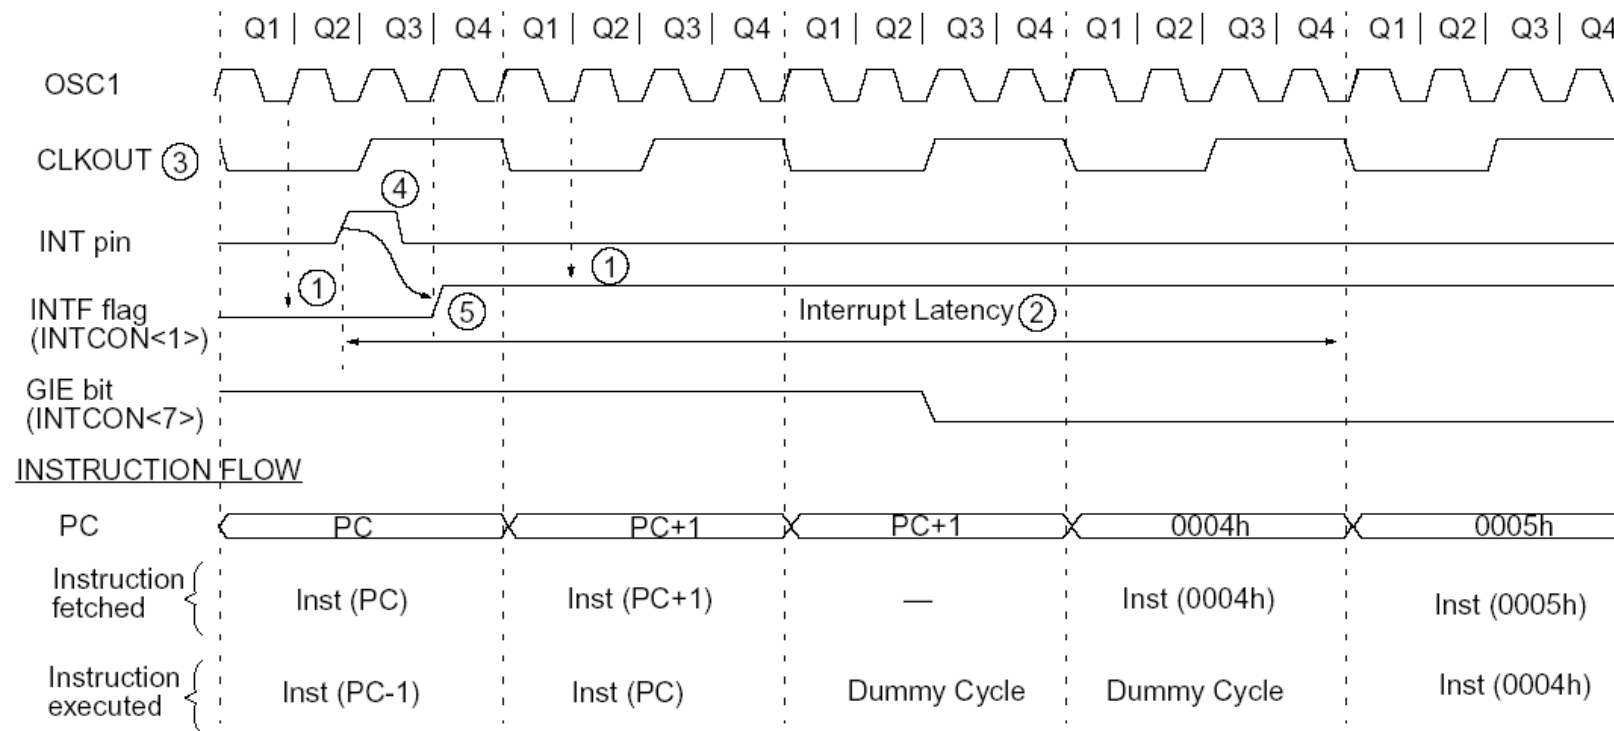 Q1 | Q2 | Q3 | Q4 Q1 | Q2 | Q3 | Q4 Q1 | Q2 | Q3 | Q4 Q1 | Q2 | Q3 | Q4 Q1 | Q2 | Q3 | Q4
OSC1
CLKOUT 3
4
INT pin
1
1
INTF flag
(INTCON<1>)
5
Interrupt Latency 2
GIE bit
(INTCON<7>)
INSTRUCTION FLOW
PC PC PC+1 PC+1 0004h 0005h
Instruction
fetched
Inst (PC) Inst (PC+1) — Inst (0004h) Inst (0005h)
Instruction
executed
Inst (PC-1) Inst (PC) Dummy Cycle Dummy Cycle Inst (0004h)